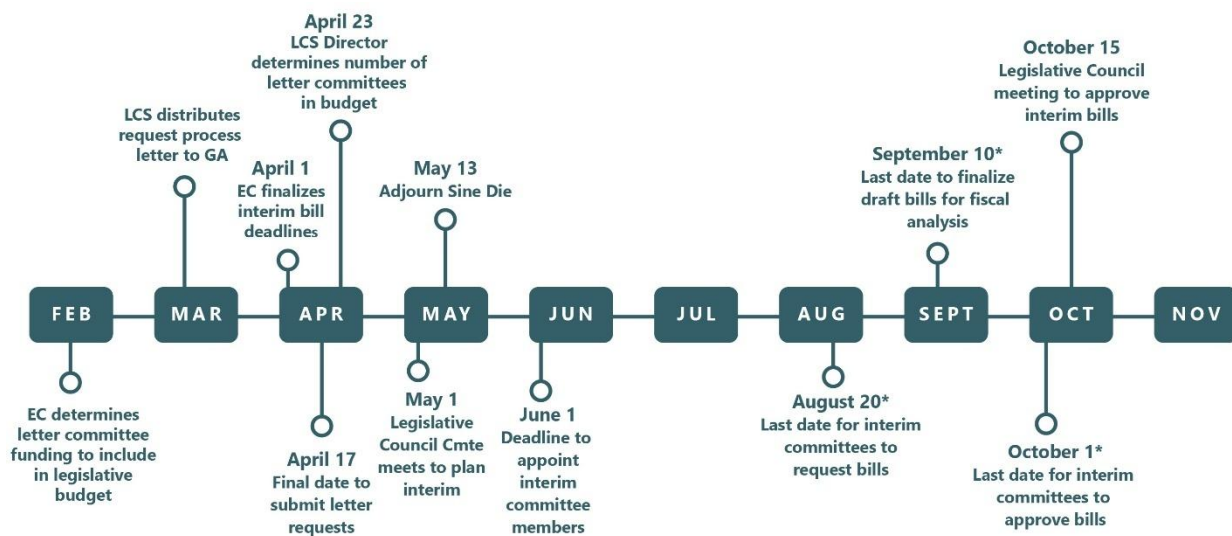 April 23
LCS Director
determines number of
letter committees
in budget
LCS distributes
request process
letter to GA
April 1
EC finalizes
interim bill
deadlines
May 13
Adjourn Sine Die
September 10*
Last date to finalize
draft bills for fiscal
analysis
October 15
Legislative Council
meeting to approve
interim bills
FEB
MAR
APR
MAY
JUN
JUL
AUG
SEPT
OCT
NOV
EC determines
letter committee
funding to include
in legislative
budget
April 17
Final date to
submit letter
requests
May 1
Legislative
Council Cmte
meets to plan
interim
June 1
Deadline to
appoint
interim
committee
members
August 20*
Last date for interim
committees to
request bills
October 1*
Last date for interim
committees to
approve bills